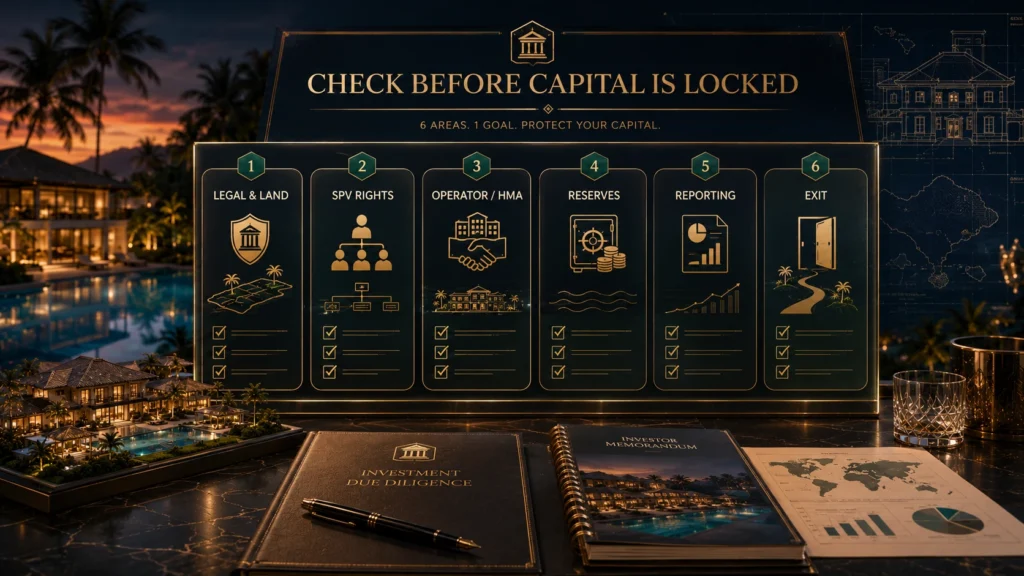 CHECK BEFORE CAPITAL IS LOCKED
6 AREAS. 1 GOAL. PROTECT YOUR CAPITAL.
1
LEGAL & LAND
2
SPV RIGHTS
3
OPERATOR / HMA
4
RESERVES
5
REPORTING
6
EXIT
INVESTMENT
DUE DILIGENCE
INVESTOR
MEMORANDUM